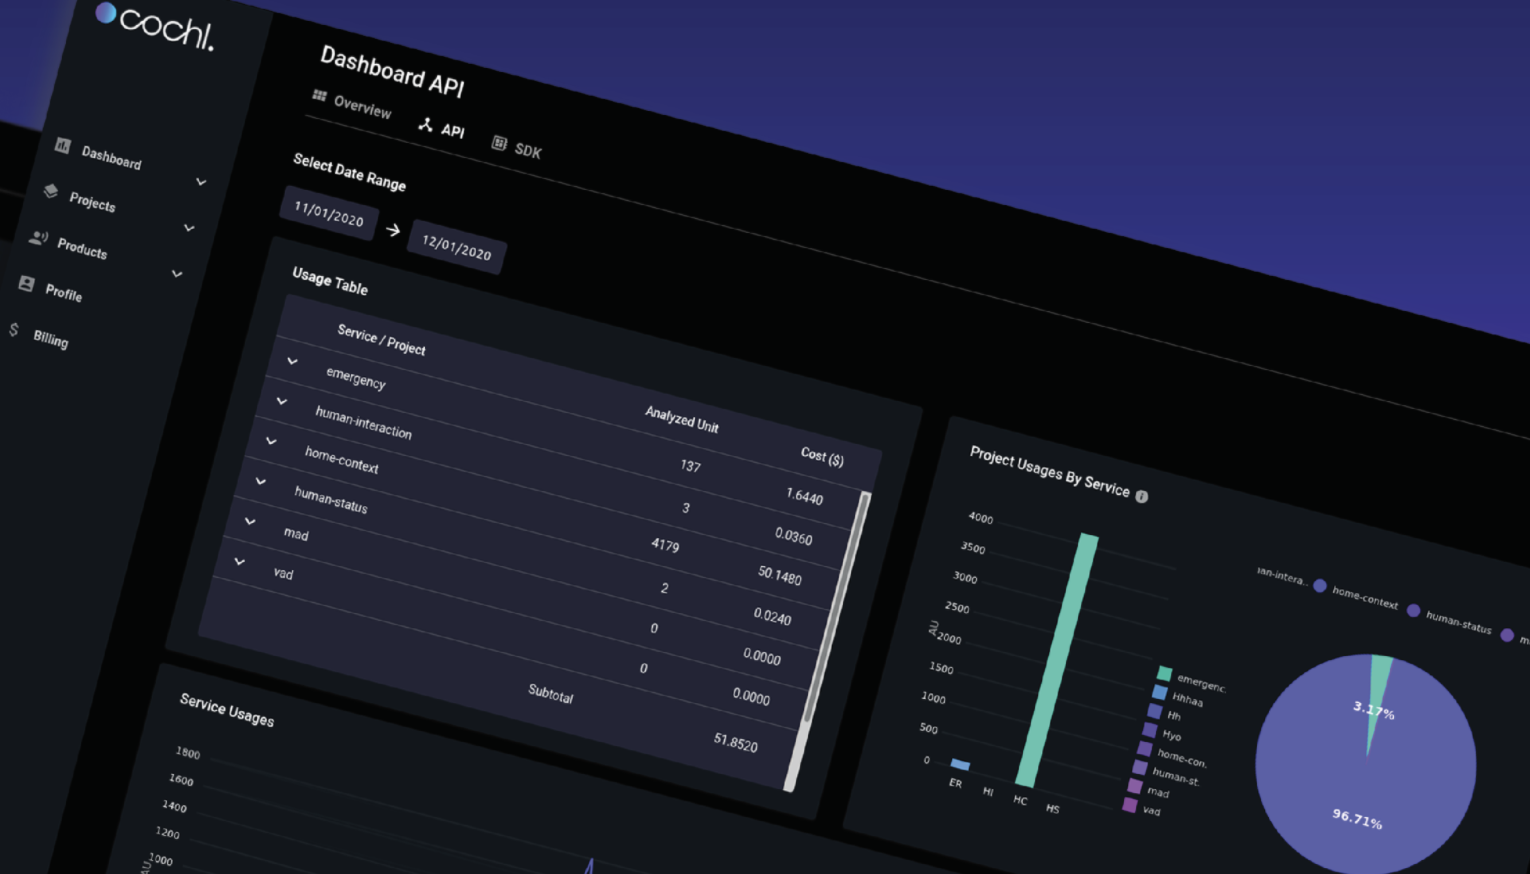 cochl.
Dashboard
Projects
Products
Profile
Billing
Dashboard API
Overview API SDK
Select Date Range
11/01/2020 → 12/01/2020
Usage Table
Service / Project Analyzed Unit Cost ($)
emergency 137 1.6440
human-interaction 3 0.0360
home-context 4179 50.1480
human-status 2 0.0240
mad 0 0.0000
vad 0 0.0000
Subtotal 51.8520
Service Usages
1800
1600
1400
1200
1000
AU
Project Usages By Service
4000
3500
3000
2500
2000
1500
1000
500
0
AU
ER HI HC HS
emergenc
Hhhaa
Hh
Hyo
home-con.
human-st.
mad
vad
an-intera.. home-context human-status m
3.17%
96.71%